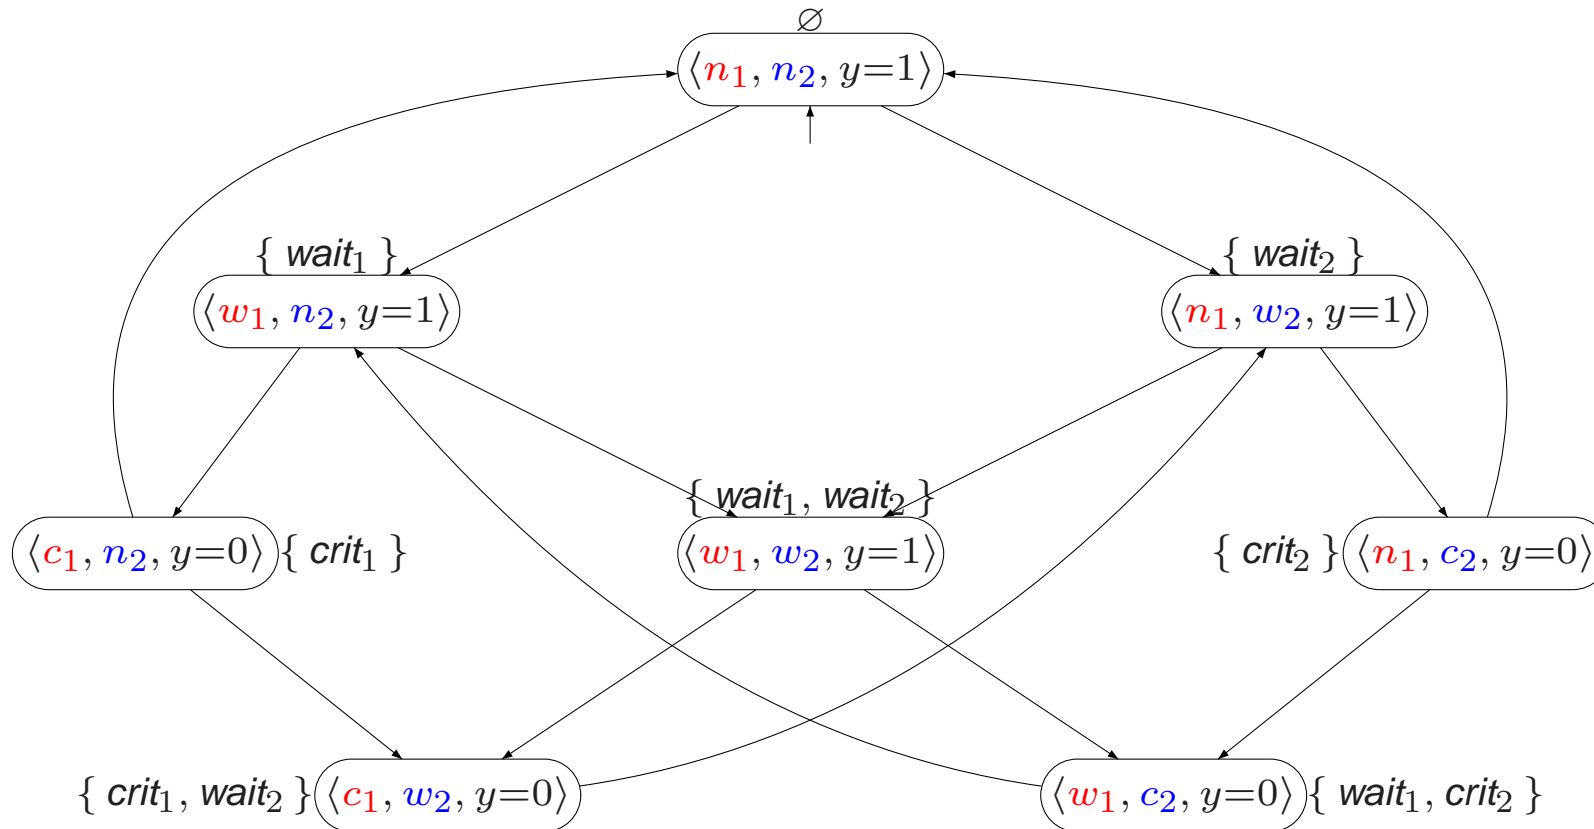 ∅
⟨n₁, n₂, y=1⟩
{ wait₁ }
{ wait₂ }
⟨w₁, n₂, y=1⟩
⟨n₁, w₂, y=1⟩
{ wait₁, wait₂ }
⟨c₁, n₂, y=0⟩ { crit₁ }
⟨w₁, w₂, y=1⟩
{ crit₂ } ⟨n₁, c₂, y=0⟩
{ crit₁, wait₂ } ⟨c₁, w₂, y=0⟩
⟨w₁, c₂, y=0⟩ { wait₁, crit₂ }